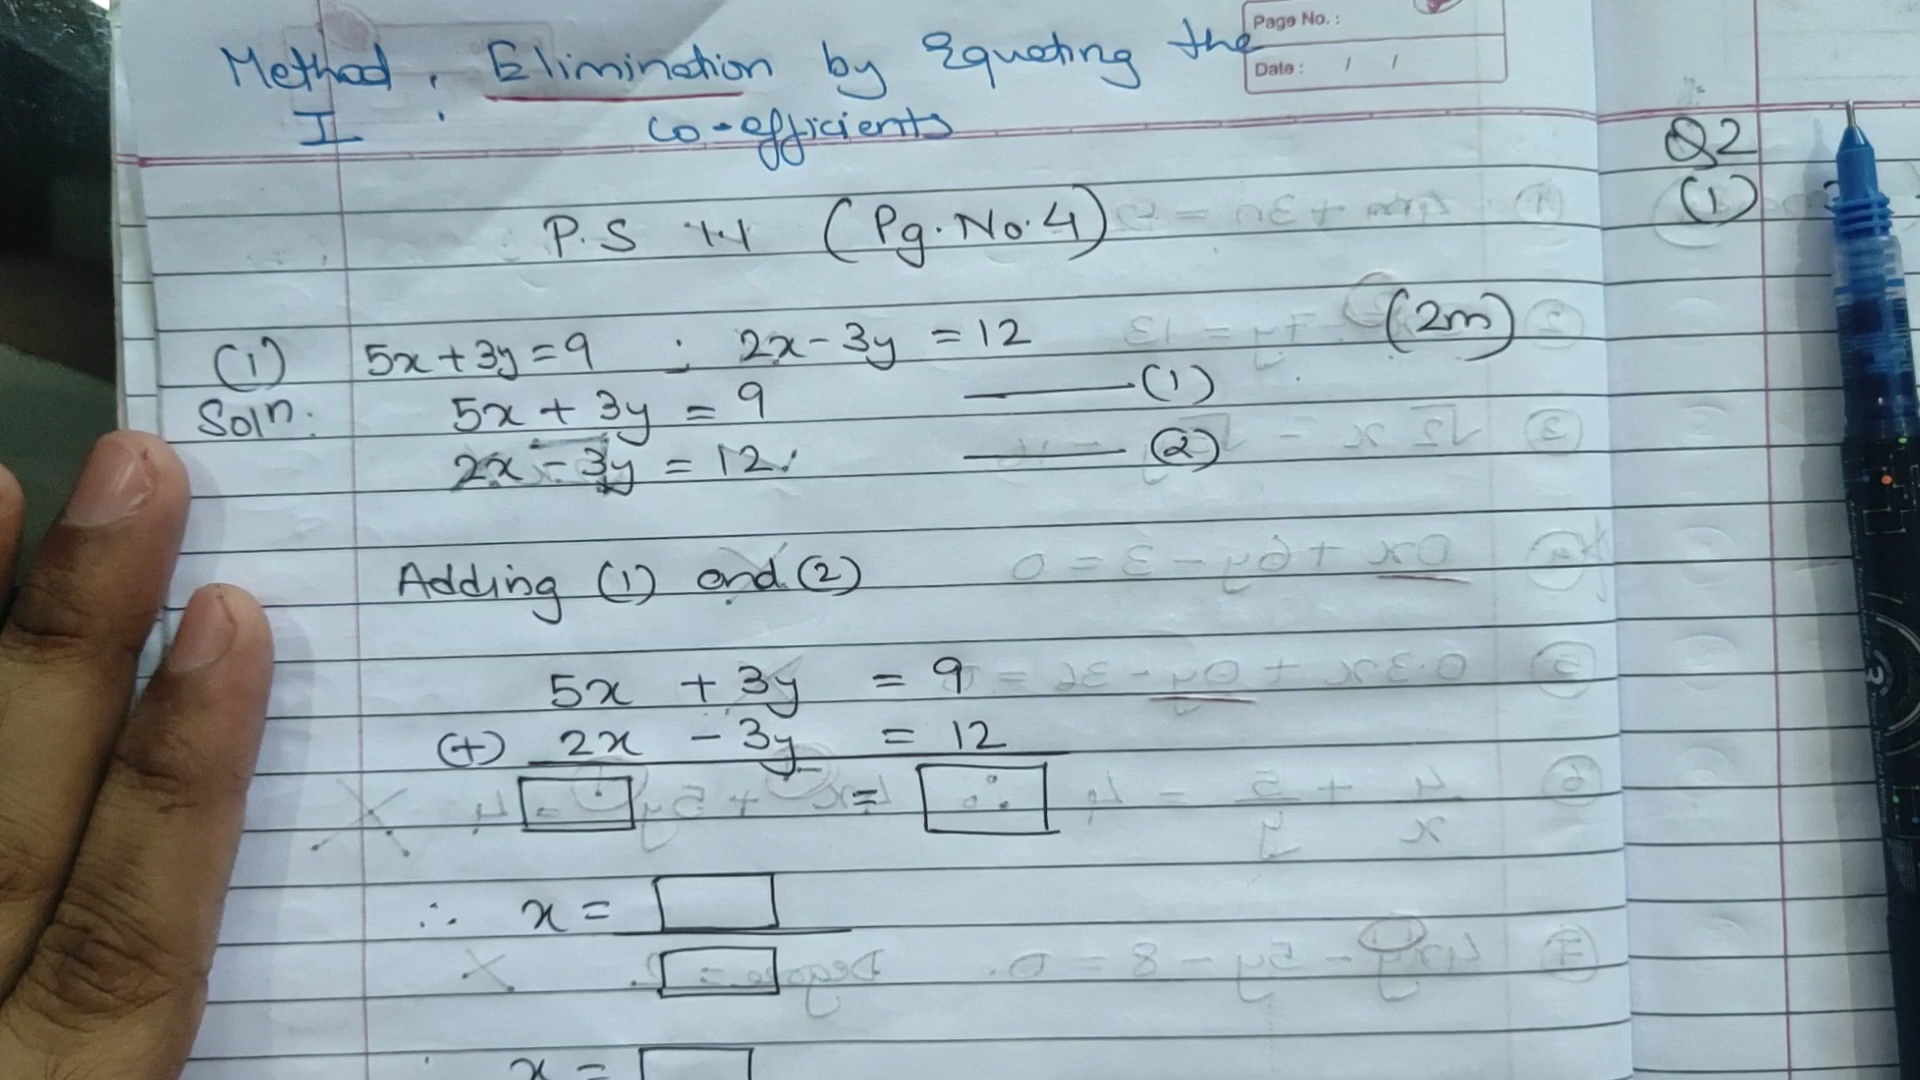 Page No. :
Date : / /
Method : Elimination by Equating the
I co-efficients
Q2
(1)
P.S 1.1 (Pg. No. 4)
(1) 5x + 3y = 9 ; 2x - 3y = 12 (2m)
Soln. 5x + 3y = 9 —— (1)
2x - 3y = 12. —— (2)
Adding (1) and (2)
5x + 3y = 9
(+) 2x - 3y = 12
=
∴ x =
x =